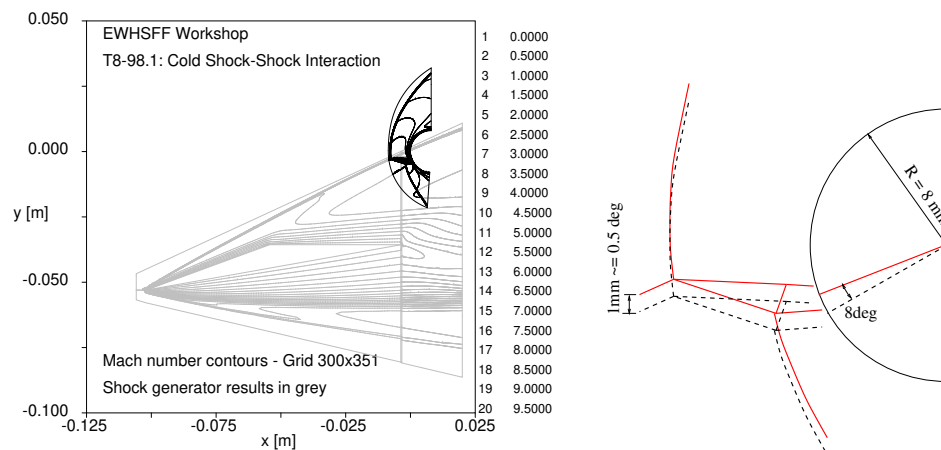 0.050
EWHSFF Workshop
T8-98.1: Cold Shock-Shock Interaction
1 0.0000
2 0.5000
3 1.0000
4 1.5000
5 2.0000
6 2.5000
7 3.0000
8 3.5000
9 4.0000
10 4.5000
11 5.0000
12 5.5000
13 6.0000
14 6.5000
15 7.0000
16 7.5000
17 8.0000
18 8.5000
19 9.0000
20 9.5000
0.000
y [m]
-0.050
Mach number contours - Grid 300x351
Shock generator results in grey
-0.100
-0.125 -0.075 -0.025 0.025
x [m]
R = 8 mm
1mm ~= 0.5 deg
8deg